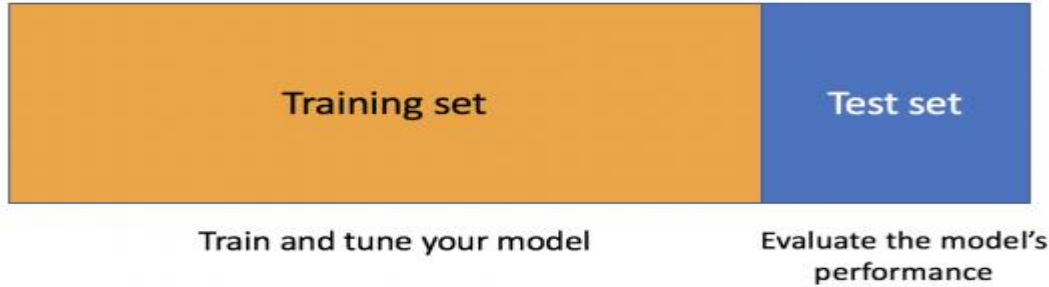 Training set
Test set
Train and tune your model
Evaluate the model's
performance